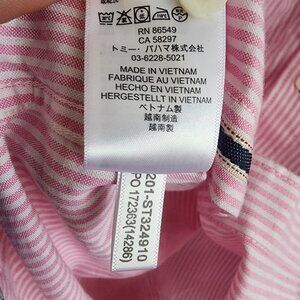 RN 86549
CA 58297
トミー・バハマ株式会社
03-6228-5021
MADE IN VIETNAM
FABRIQUE AU VIETNAM
HECHO EN VIETNAM
HERGESTELLT IN VIETNAM
ベトナム製
越南制造
越南製
201-ST324910
PO 172363(14286)